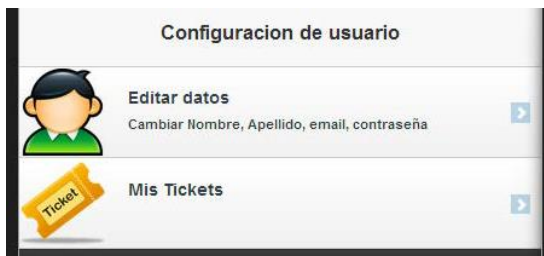 Configuracion de usuario
Editar datos
Cambiar Nombre, Apellido, email, contraseña
Ticket
Mis Tickets